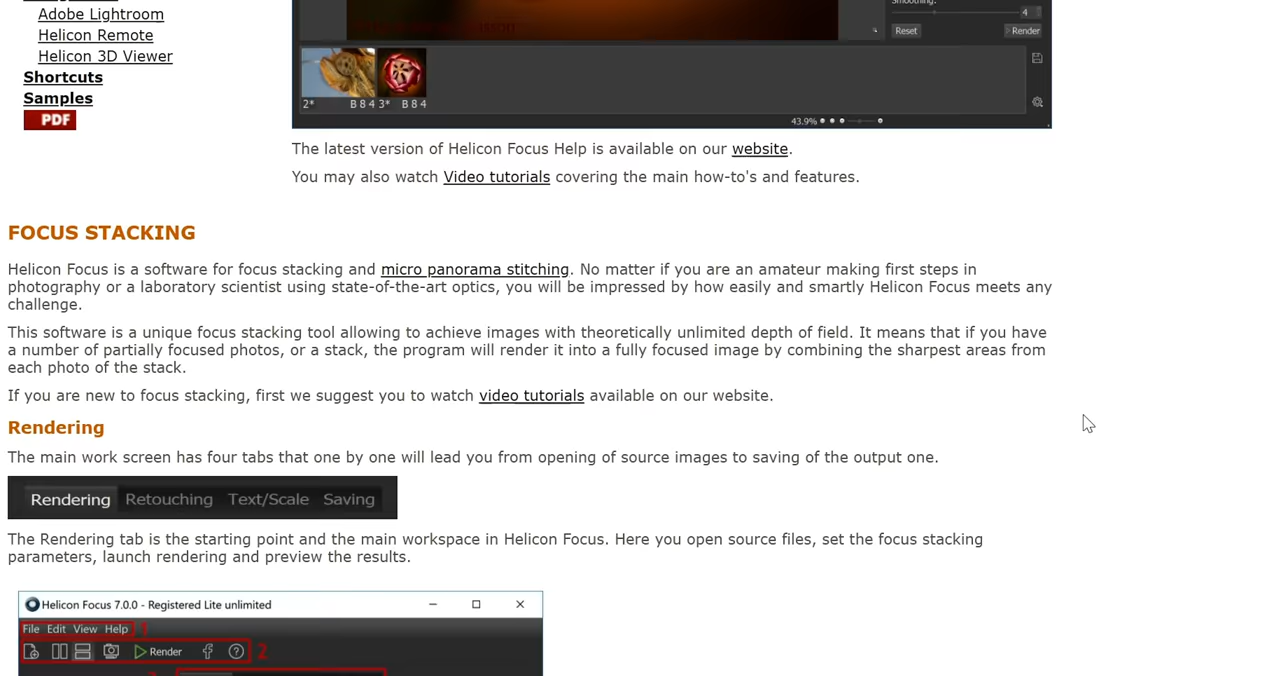 Adobe Lightroom
Helicon Remote
Helicon 3D Viewer
Shortcuts
Samples
PDF
Smoothing:
4
Reset
Render
2*
B 8 4
3*
B 8 4
43.9%
The latest version of Helicon Focus Help is available on our website.
You may also watch Video tutorials covering the main how-to's and features.
FOCUS STACKING
Helicon Focus is a software for focus stacking and micro panorama stitching. No matter if you are an amateur making first steps in
photography or a laboratory scientist using state-of-the-art optics, you will be impressed by how easily and smartly Helicon Focus meets any
challenge.
This software is a unique focus stacking tool allowing to achieve images with theoretically unlimited depth of field. It means that if you have
a number of partially focused photos, or a stack, the program will render it into a fully focused image by combining the sharpest areas from
each photo of the stack.
If you are new to focus stacking, first we suggest you to watch video tutorials available on our website.
Rendering
The main work screen has four tabs that one by one will lead you from opening of source images to saving of the output one.
Rendering Retouching Text/Scale Saving
The Rendering tab is the starting point and the main workspace in Helicon Focus. Here you open source files, set the focus stacking
parameters, launch rendering and preview the results.
Helicon Focus 7.0.0 - Registered Lite unlimited
File Edit View Help 1
Render 2